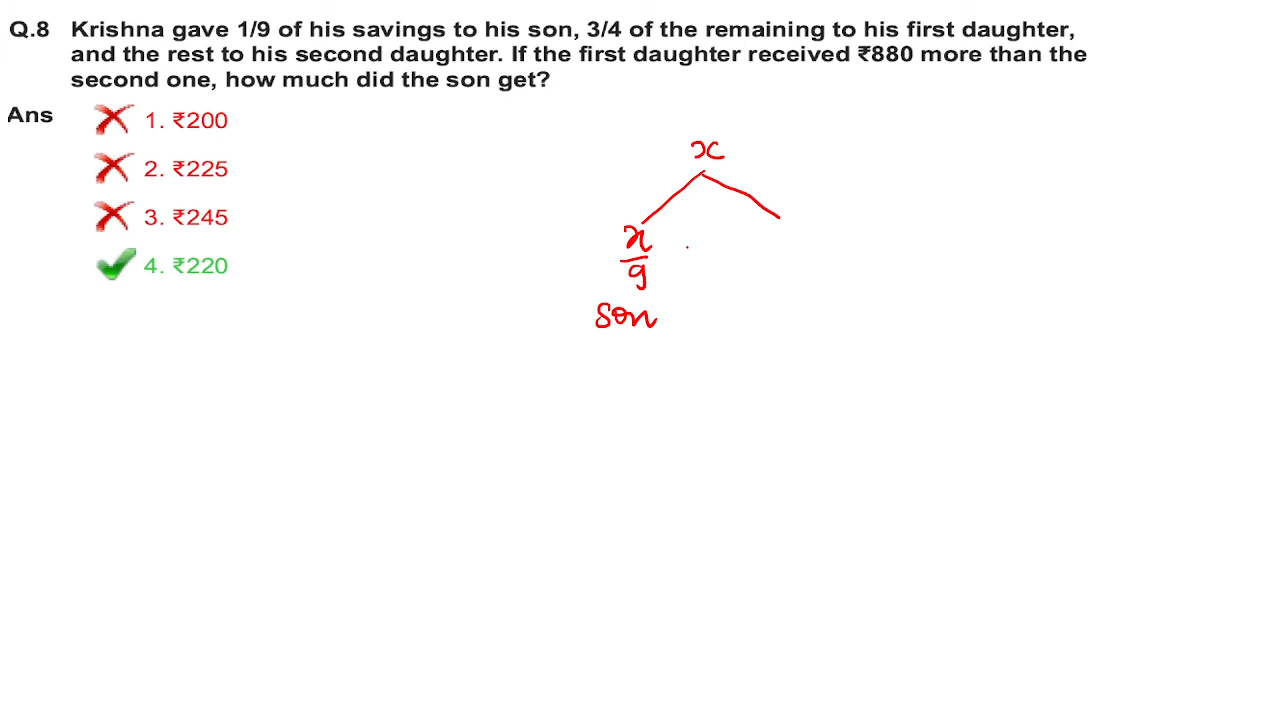 Q.8 Krishna gave 1/9 of his savings to his son, 3/4 of the remaining to his first daughter,
and the rest to his second daughter. If the first daughter received ₹880 more than the
second one, how much did the son get?
Ans 1. ₹200
2. ₹225
3. ₹245
4. ₹220
x
x
9
son